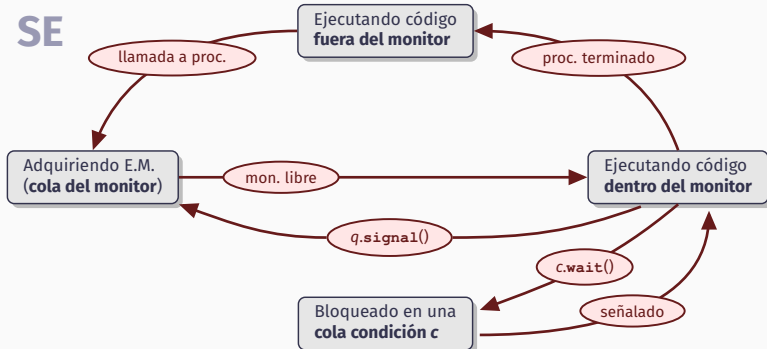 SE
Ejecutando código
fuera del monitor
llamada a proc.
proc. terminado
Adquiriendo E.M.
(cola del monitor)
mon. libre
Ejecutando código
dentro del monitor
q.signal()
c.wait()
Bloqueado en una
cola condición c
señalado